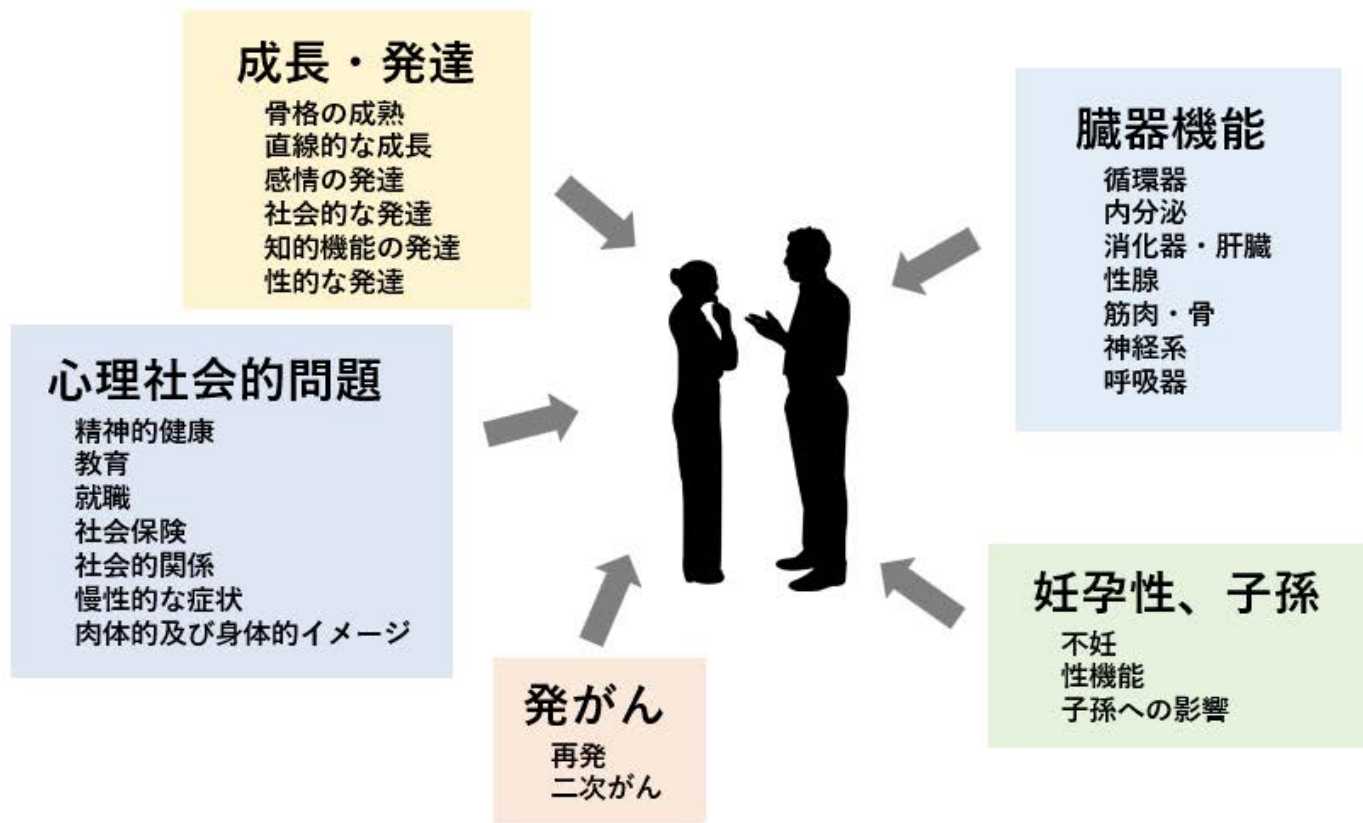 成長・発達
骨格の成熟
直線的な成長
感情の発達
社会的な発達
知的機能の発達
性的な発達
臓器機能
循環器
内分泌
消化器・肝臓
性腺
筋肉・骨
神経系
呼吸器
心理社会的問題
精神的健康
教育
就職
社会保険
社会的関係
慢性的な症状
肉体的及び身体的イメージ
発がん
再発
二次がん
妊孕性、子孫
不妊
性機能
子孫への影響